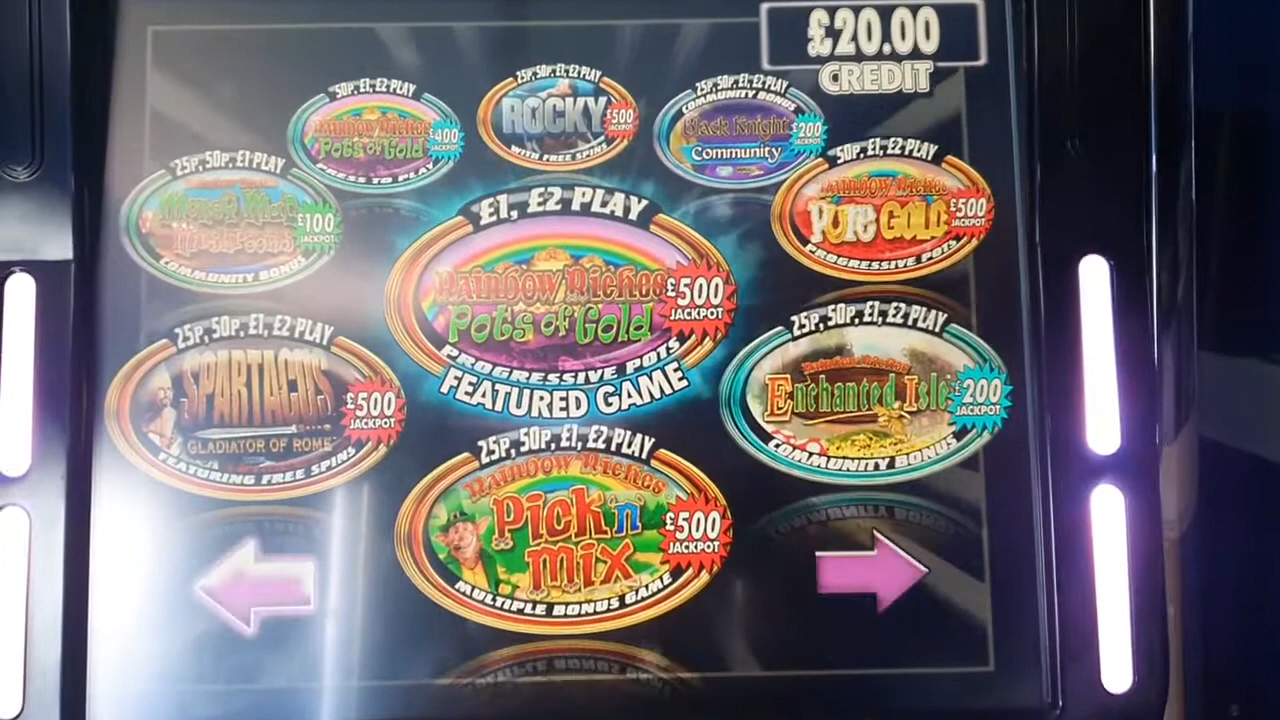 £20.00
CREDIT
50P, £1, £2 PLAY
Rainbow Riches
Pots of Gold
£400
JACKPOT
PRESS TO PLAY
25P, 50P, £1, £2 PLAY
ROCKY
£500
JACKPOT
WITH FREE SPINS
25P, 50P, £1, £2 PLAY
COMMUNITY BONUS
Black Knight
Community
£200
JACKPOT
25P, 50P, £1 PLAY
£100
JACKPOT
COMMUNITY BONUS
£1, £2 PLAY
Rainbow Riches
Pots of Gold
£500
JACKPOT
PROGRESSIVE POTS
FEATURED GAME
50P, £1, £2 PLAY
Rainbow Riches
PURE GOLD
£500
JACKPOT
PROGRESSIVE POTS
25P, 50P, £1, £2 PLAY
SPARTACUS
GLADIATOR OF ROME
£500
JACKPOT
FEATURING FREE SPINS
25P, 50P, £1, £2 PLAY
Rainbow Riches
Enchanted Isle
£200
JACKPOT
COMMUNITY BONUS
25P, 50P, £1, £2 PLAY
Rainbow Riches
Pick 'n'
mix
£500
JACKPOT
MULTIPLE BONUS GAME